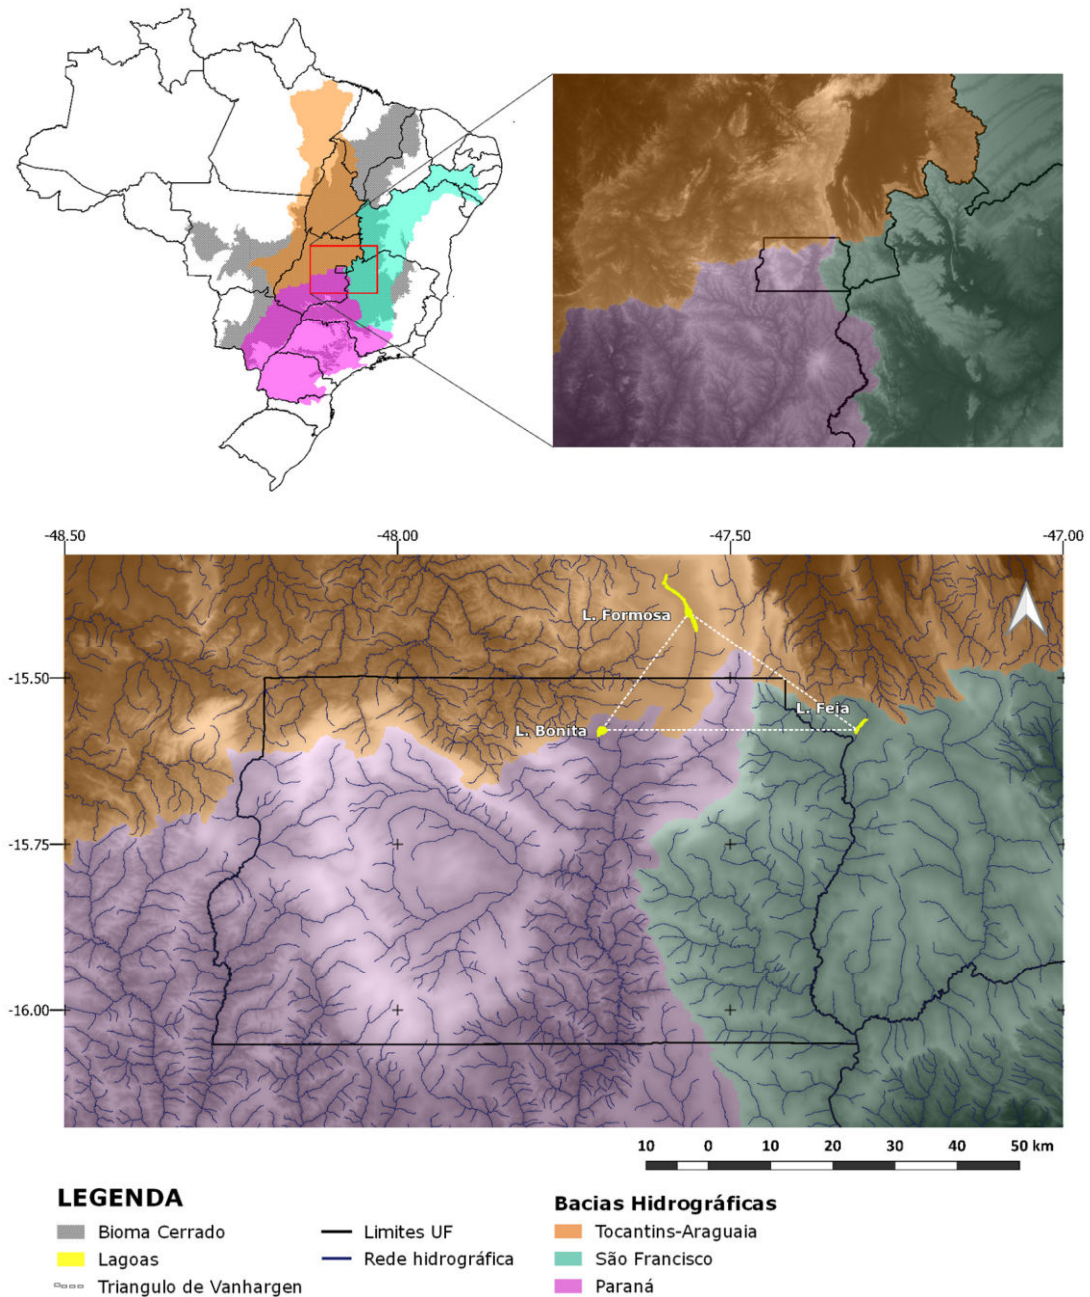 -48.50 -48.00 -47.50 -47.00
L. Formosa
-15.50
L. Feia
L. Bonita
-15.75
-16.00
10 0 10 20 30 40 50 km
LEGENDA
Bioma Cerrado
Lagoas
Triangulo de Vanhargen
Limites UF
Rede hidrográfica
Bacias Hidrográficas
Tocantins-Araguaia
São Francisco
Paraná